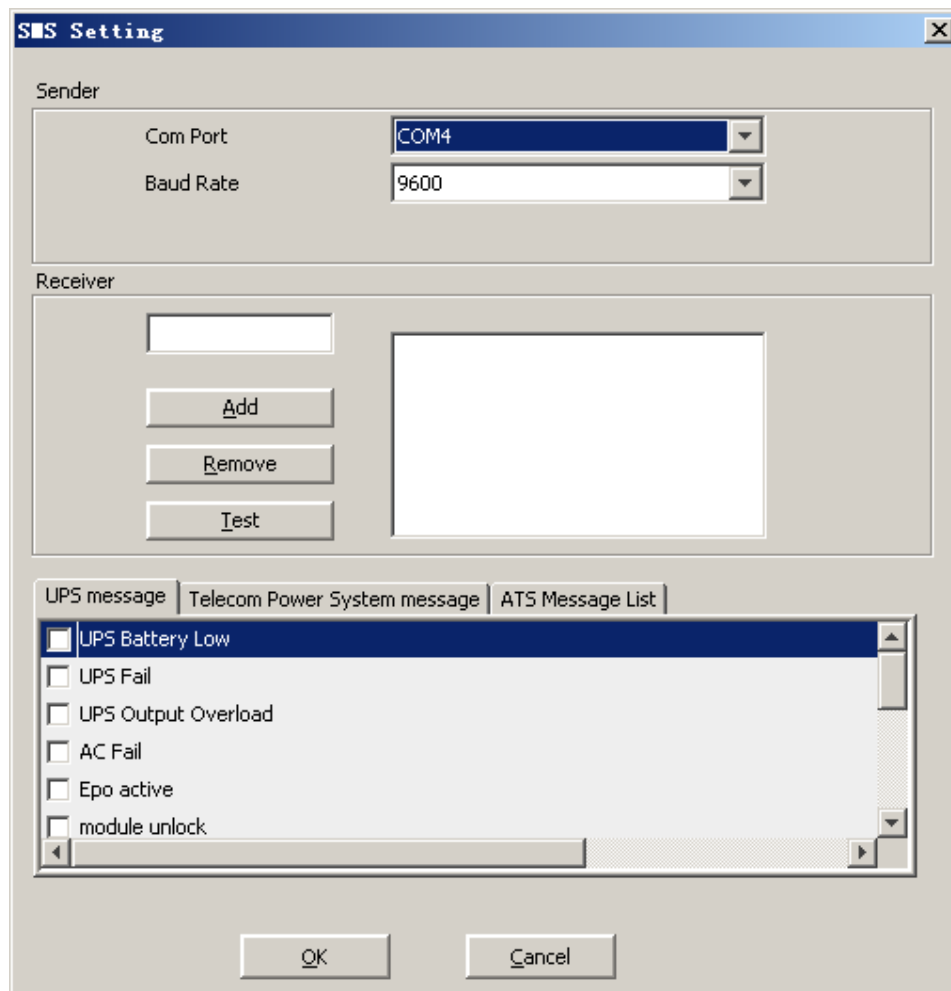 SMS Setting
Sender
Com Port COM4
Baud Rate 9600
Receiver
Add
Remove
Test
UPS message Telecom Power System message ATS Message List
UPS Battery Low
UPS Fail
UPS Output Overload
AC Fail
Epo active
module unlock
OK Cancel